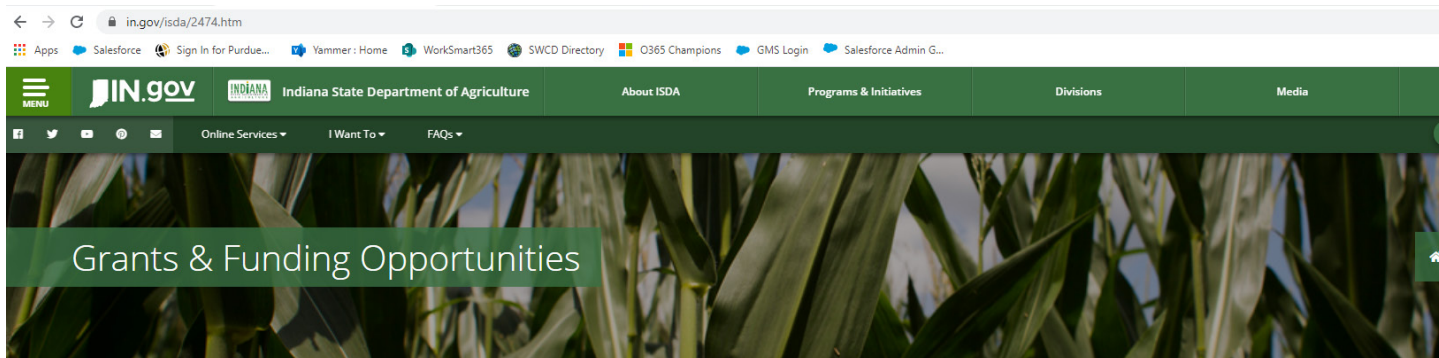 in.gov/isda/2474.htm
Apps Salesforce Sign In for Purdue... Yammer : Home WorkSmart365 SWCD Directory O365 Champions GMS Login Salesforce Admin G...
MENU IN.gov INDIANA Indiana State Department of Agriculture About ISDA Programs & Initiatives Divisions Media
Online Services I Want To FAQs
Grants & Funding Opportunities